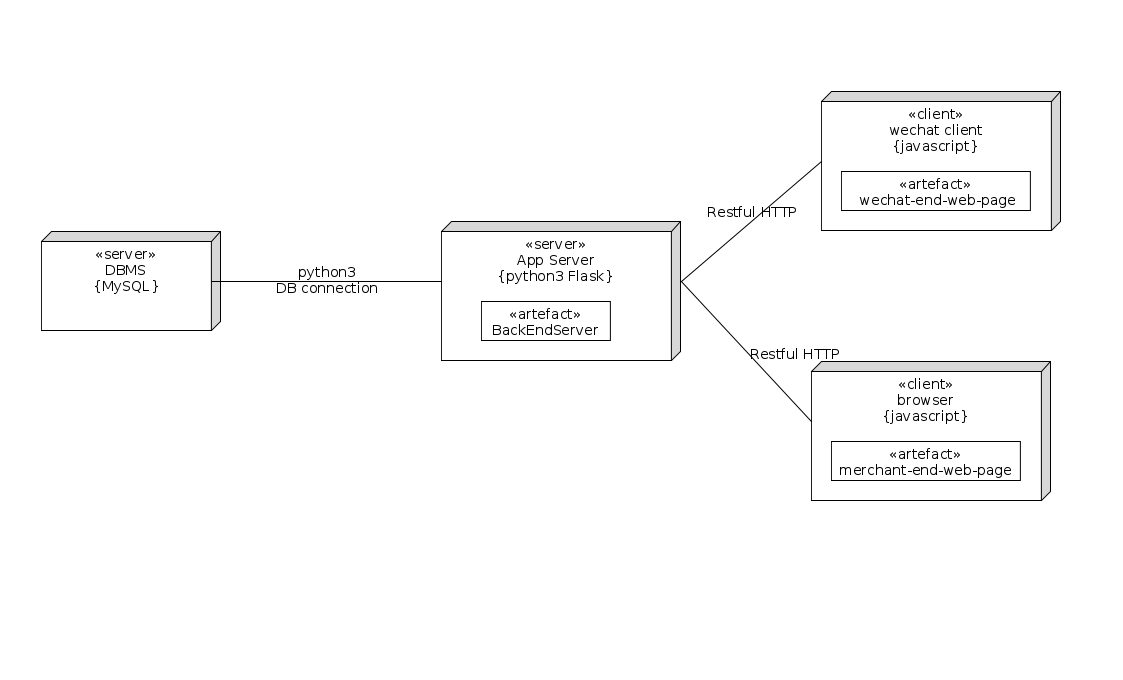 «server»
DBMS
{MySQL}
python3
DB connection
«server»
App Server
{python3 Flask}
«artefact»
BackEndServer
Restful HTTP
«client»
wechat client
{javascript}
«artefact»
wechat-end-web-page
Restful HTTP
«client»
browser
{javascript}
«artefact»
merchant-end-web-page